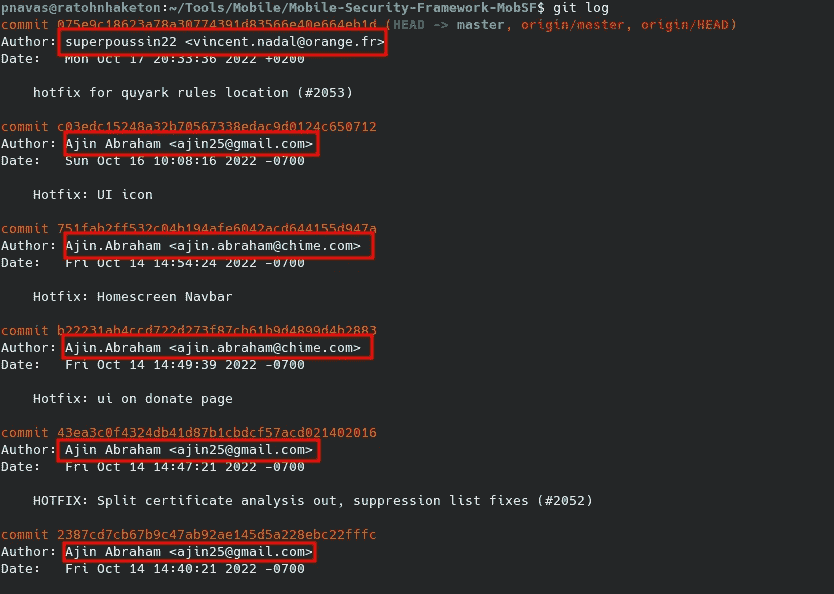 pnavas@ratohnhaketon:~/Tools/Mobile/Mobile-Security-Framework-MobSF$ git log
commit 075e9c18623a78a30774391d83566e40e664eb1d (HEAD -> master, origin/master, origin/HEAD)
Author: superpoussin22 <vincent.nadal@orange.fr>
Date:   Mon Oct 17 20:33:36 2022 +0200
hotfix for quyark rules location (#2053)
commit c03edc15248a32b70567338edac9d0124c650712
Author: Ajin Abraham <ajin25@gmail.com>
Date:   Sun Oct 16 10:08:16 2022 -0700
Hotfix: UI icon
commit 751fab2ff532c04b194afe6042acd644155d947a
Author: Ajin.Abraham <ajin.abraham@chime.com>
Date:   Fri Oct 14 14:54:24 2022 -0700
Hotfix: Homescreen Navbar
commit b22231ab4ccd722d273f87cb61b9d4899d4b2883
Author: Ajin.Abraham <ajin.abraham@chime.com>
Date:   Fri Oct 14 14:49:39 2022 -0700
Hotfix: ui on donate page
commit 43ea3c0f4324db41d87b1cbdcf57acd021402016
Author: Ajin Abraham <ajin25@gmail.com>
Date:   Fri Oct 14 14:47:21 2022 -0700
HOTFIX: Split certificate analysis out, suppression list fixes (#2052)
commit 2387cd7cb67b9c47ab92ae145d5a228ebc22fffc
Author: Ajin Abraham <ajin25@gmail.com>
Date:   Fri Oct 14 14:40:21 2022 -0700